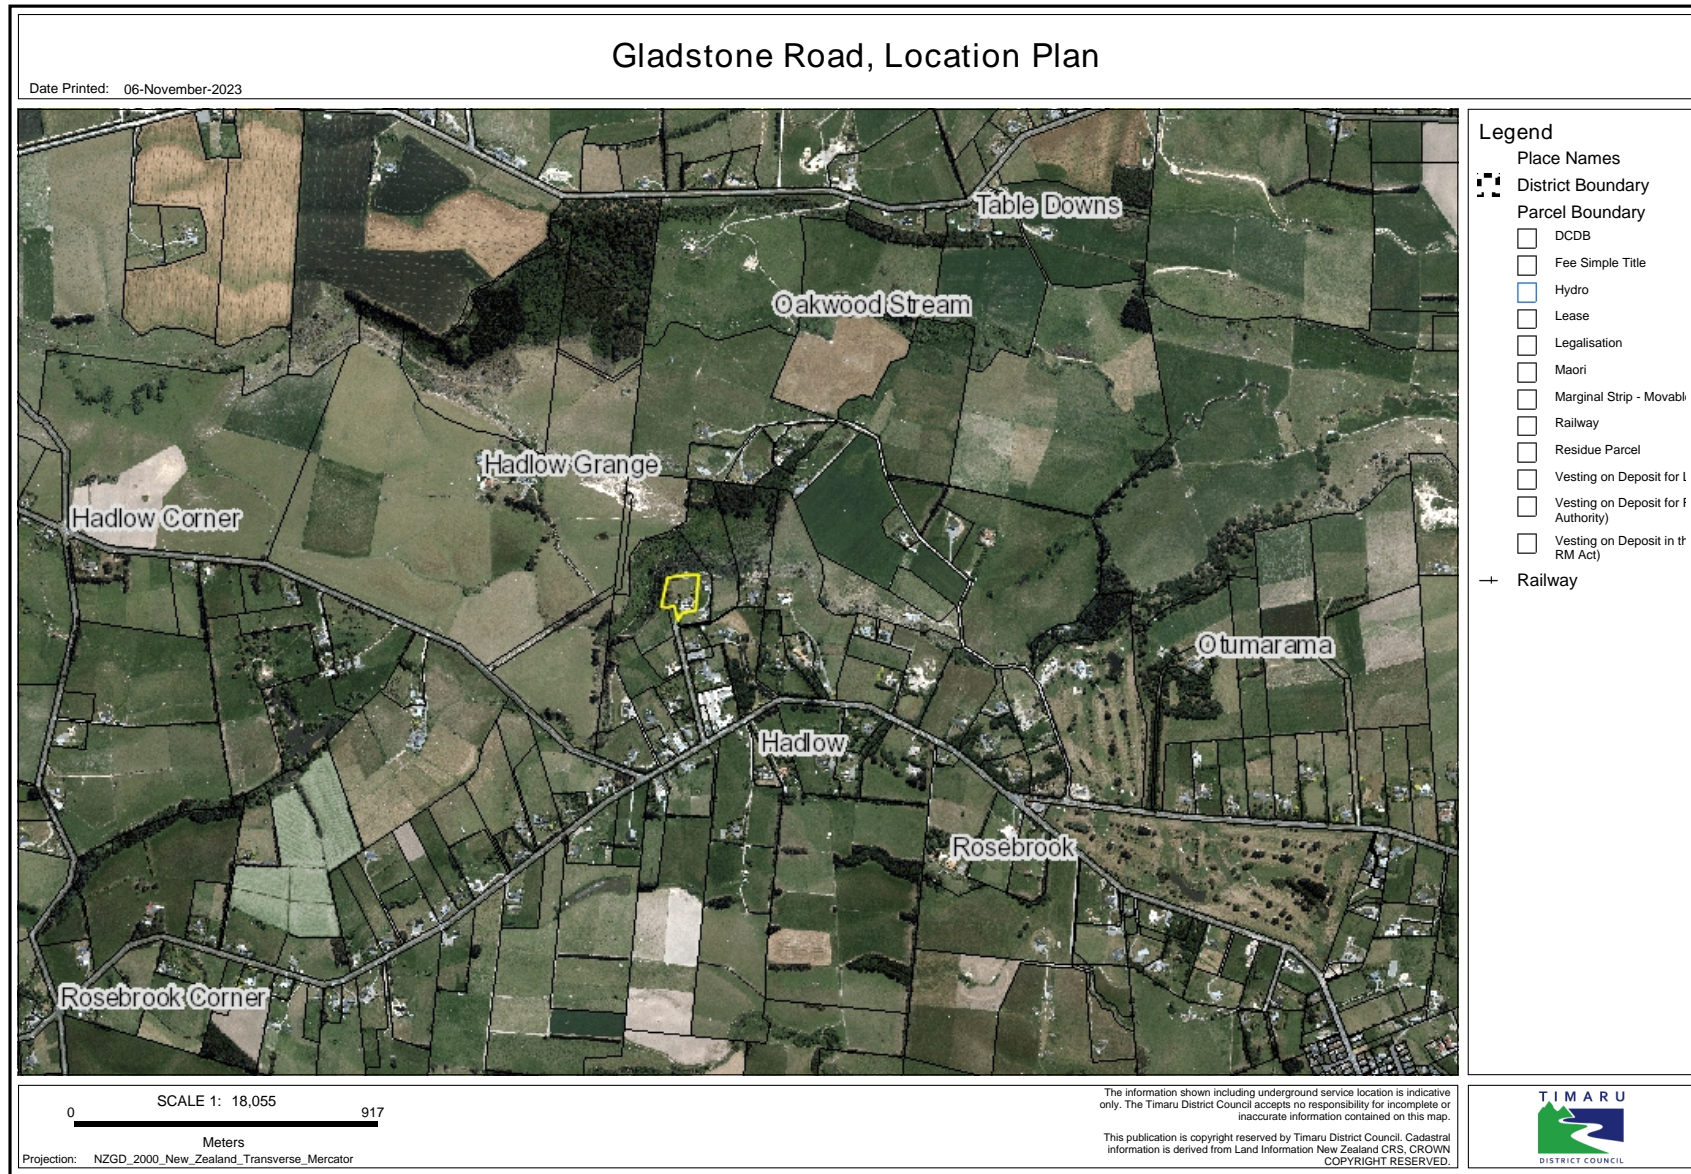 Gladstone Road, Location Plan
Date Printed: 06-November-2023
Table Downs
Oakwood Stream
Hadlow Grange
Hadlow Corner
Otumarama
Hadlow
Rosebrook
Rosebrook Corner
Legend
Place Names
District Boundary
Parcel Boundary
DCDB
Fee Simple Title
Hydro
Lease
Legalisation
Maori
Marginal Strip - Movabl
Railway
Residue Parcel
Vesting on Deposit for
Vesting on Deposit for
Authority)
Vesting on Deposit in th
RM Act)
Railway
SCALE 1: 18,055
0 917
Meters
Projection: NZGD_2000_New_Zealand_Transverse_Mercator
The information shown including underground service location is indicative
only. The Timaru District Council accepts no responsibility for incomplete or
inaccurate information contained on this map.
This publication is copyright reserved by Timaru District Council. Cadastral
information is derived from Land Information New Zealand CRS, CROWN
COPYRIGHT RESERVED.
TIMARU
DISTRICT COUNCIL